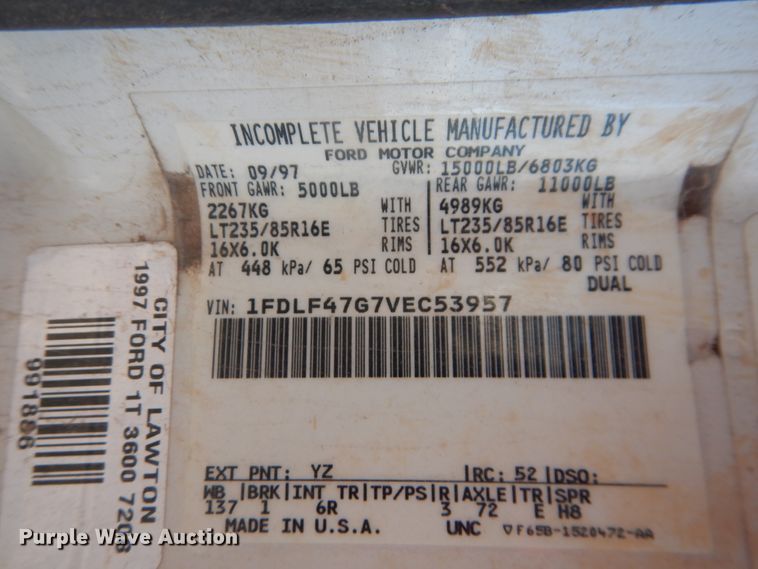 INCOMPLETE VEHICLE MANUFACTURED BY
FORD MOTOR COMPANY
DATE: 09/97 GVWR: 15000LB/6803KG
FRONT GAWR: 5000LB REAR GAWR: 11000LB
2267KG WITH 4989KG WITH
LT235/85R16E TIRES LT235/85R16E TIRES
16X6.0K RIMS 16X6.0K RIMS
AT 448 kPa/ 65 PSI COLD AT 552 kPa/ 80 PSI COLD
DUAL
VIN: 1FDLF47G7VEC53957
EXT PNT: YZ RC: 52 DSO:
WB BRK INT TR TP/PS R AXLE TR SPR
137 1 6R 3 72 E H8
MADE IN U.S.A. UNC F65B-1520472-AA
CITY OF LAWTON
1997 FORD 1T 3600 7208
991886
Purple Wave Auction
Purple Wave Auction